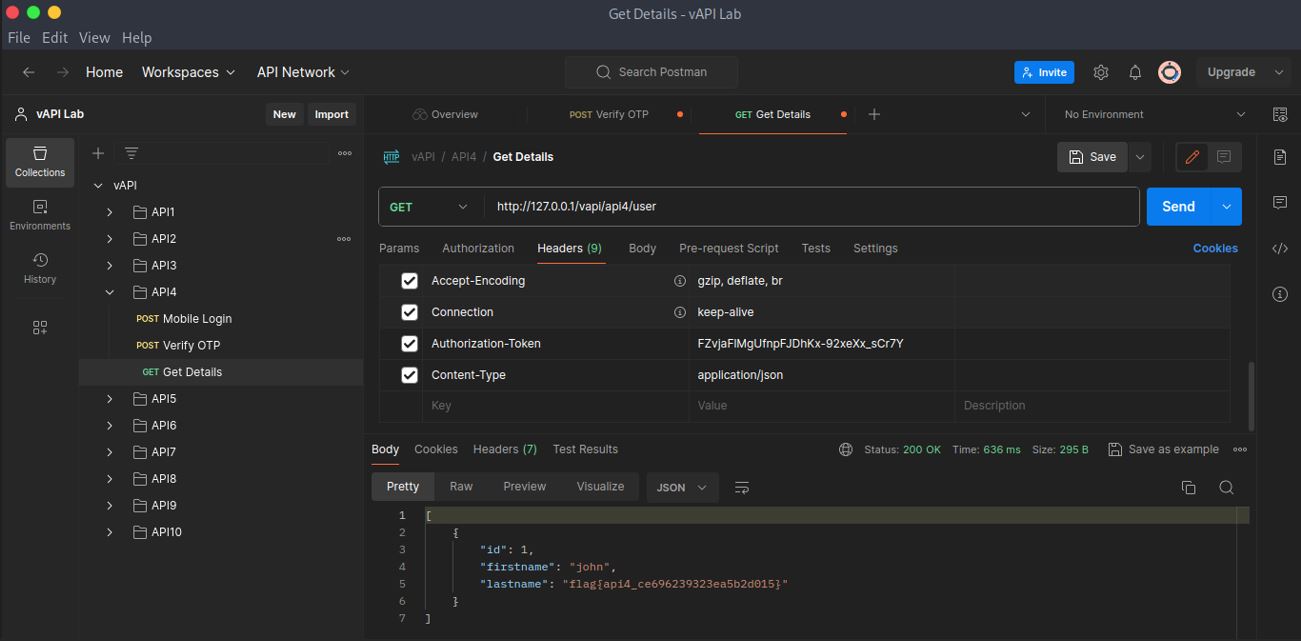 Get Details - vAPI Lab
File Edit View Help
Home Workspaces API Network Search Postman Invite Upgrade
vAPI Lab New Import Overview POST Verify OTP GET Get Details No Environment
Collections
Environments
History
vAPI
API1
API2
API3
API4
POST Mobile Login
POST Verify OTP
GET Get Details
API5
API6
API7
API8
API9
API10
HTTP vAPI / API4 / Get Details Save
GET http://127.0.0.1/vapi/api4/user Send
Params Authorization Headers (9) Body Pre-request Script Tests Settings Cookies
Accept-Encoding gzip, deflate, br
Connection keep-alive
Authorization-Token FZvjaFlMgUfnpFJDhKx-92xeXx_sCr7Y
Content-Type application/json
Key Value Description
Body Cookies Headers (7) Test Results Status: 200 OK Time: 636 ms Size: 295 B Save as example
Pretty Raw Preview Visualize JSON
1 [
2 {
3 "id": 1,
4 "firstname": "john",
5 "lastname": "flag{api4_ce696239323ea5b2d015}"
6 }
7 ]